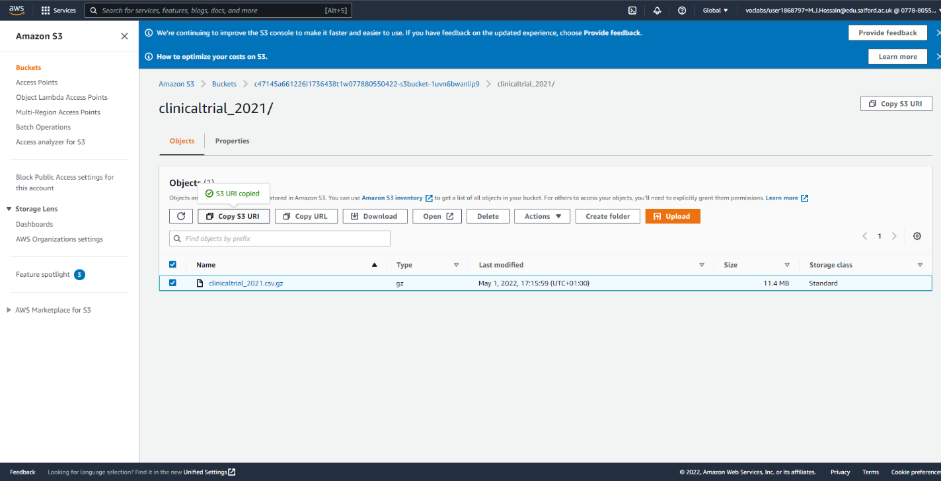 aws
Services
Search for services, features, blogs, docs, and more
[Alt+S]
Global
voclabs/user1868797=M.J.Hossain@edu.salford.ac.uk @ 0778-8055...
Amazon S3
We're continuing to improve the S3 console to make it faster and easier to use. If you have feedback on the updated experience, choose Provide feedback.
Provide feedback
How to optimize your costs on S3.
Learn more
Buckets
Access Points
Object Lambda Access Points
Multi-Region Access Points
Batch Operations
Access analyzer for S3
Block Public Access settings for
this account
Storage Lens
Dashboards
AWS Organizations settings
Feature spotlight 3
AWS Marketplace for S3
Amazon S3
Buckets
clinicaltrial_2021/
clinicaltrial_2021/
Copy S3 URI
Objects
Properties
Objects (1)
S3 URI copied
Objects are stored in Amazon S3. You can use Amazon S3 inventory to get a list of all objects in your bucket. For others to access your objects, you'll need to explicitly grant them permissions. Learn more
Copy S3 URI
Copy URL
Download
Open
Delete
Actions
Create folder
Upload
Find objects by prefix
1
Name
Type
Last modified
Size
Storage class
clinicaltrial_2021.csv.gz
gz
May 1, 2022, 17:15:59 (UTC+01:00)
11.4 MB
Standard
Feedback
Looking for language selection? Find it in the new Unified Settings
© 2022, Amazon Web Services, Inc. or its affiliates.
Privacy
Terms
Cookie preferences